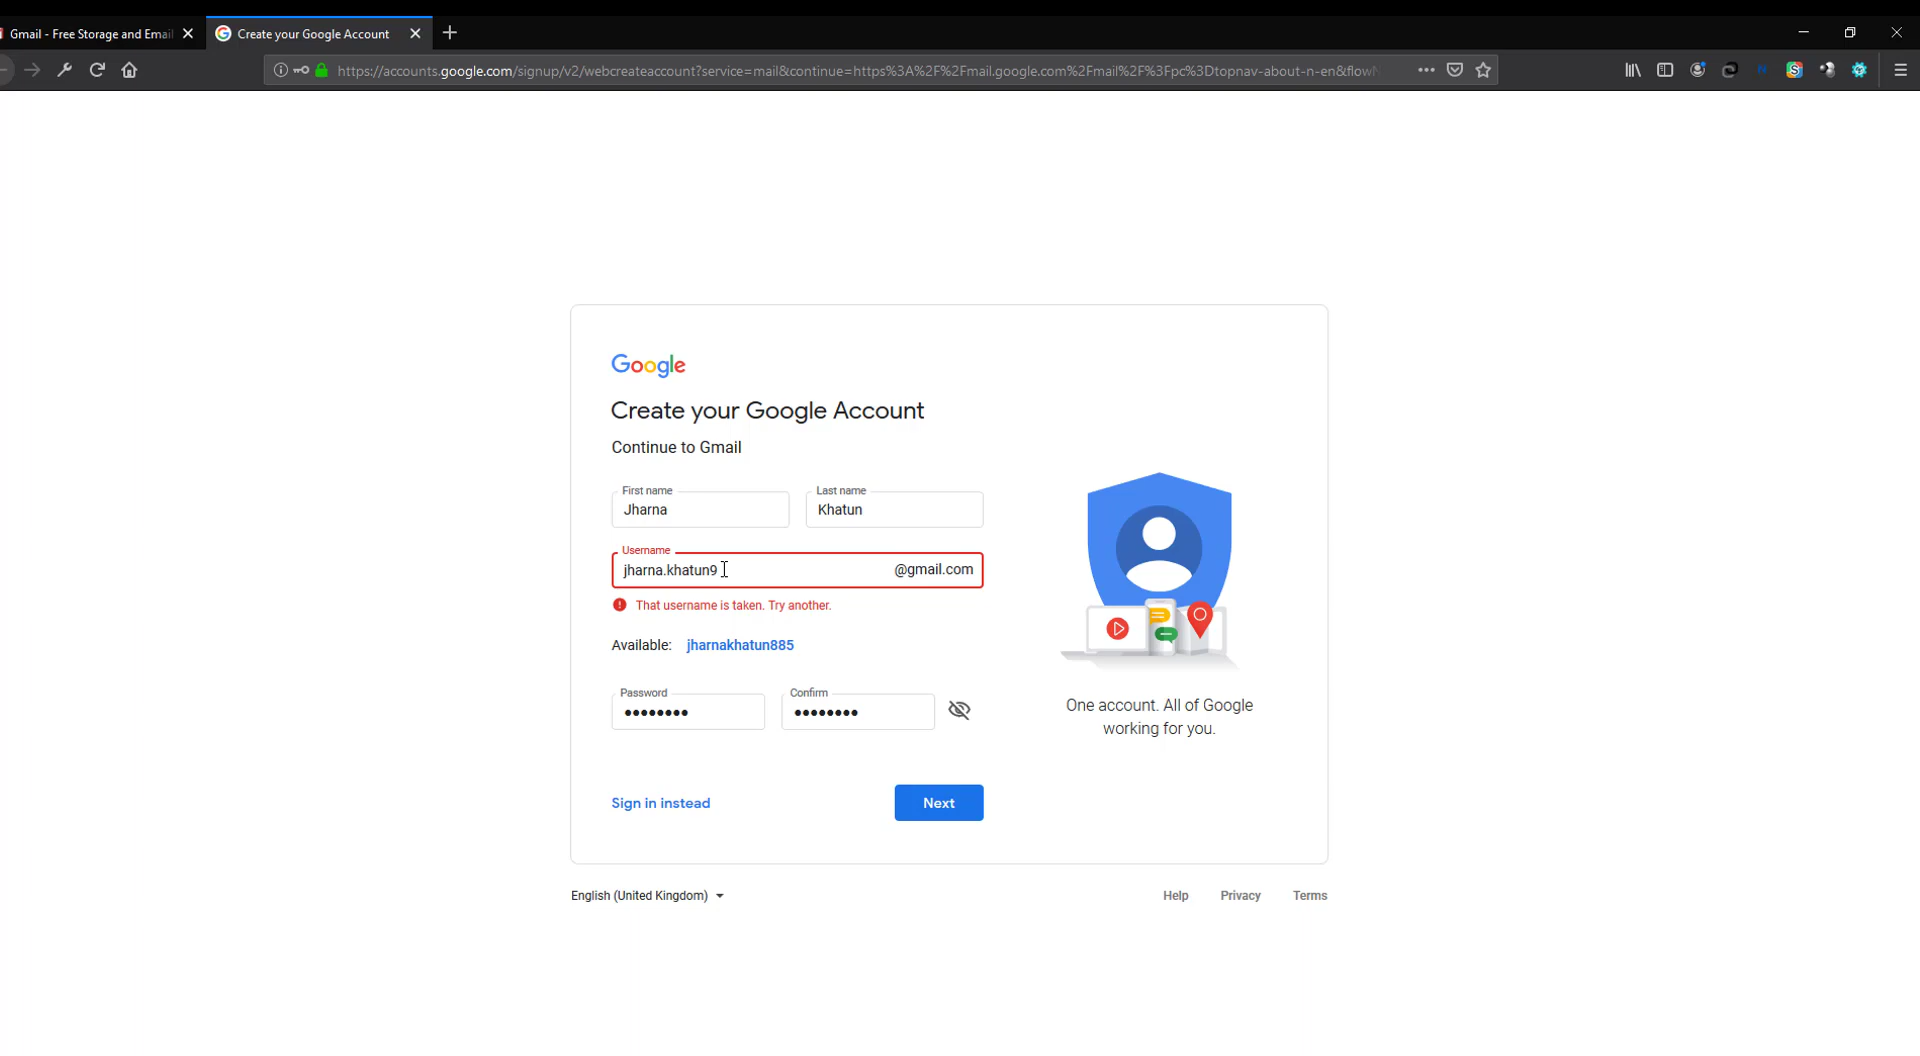 Gmail - Free Storage and Email
Create your Google Account
https://accounts.google.com/signup/v2/webcreateaccount?service=mail&continue=https%3A%2F%2Fmail.google.com%2Fmail%2F%3Fpc%3Dtopnav-about-n-en&flow
Google
Create your Google Account
Continue to Gmail
First name
Last name
Jharna
Khatun
Username
jharna.khatun9
@gmail.com
That username is taken. Try another.
Available: jharnakhatun885
Password
Confirm
••••••••
••••••••
One account. All of Google
working for you.
Sign in instead
Next
English (United Kingdom)
Help
Privacy
Terms